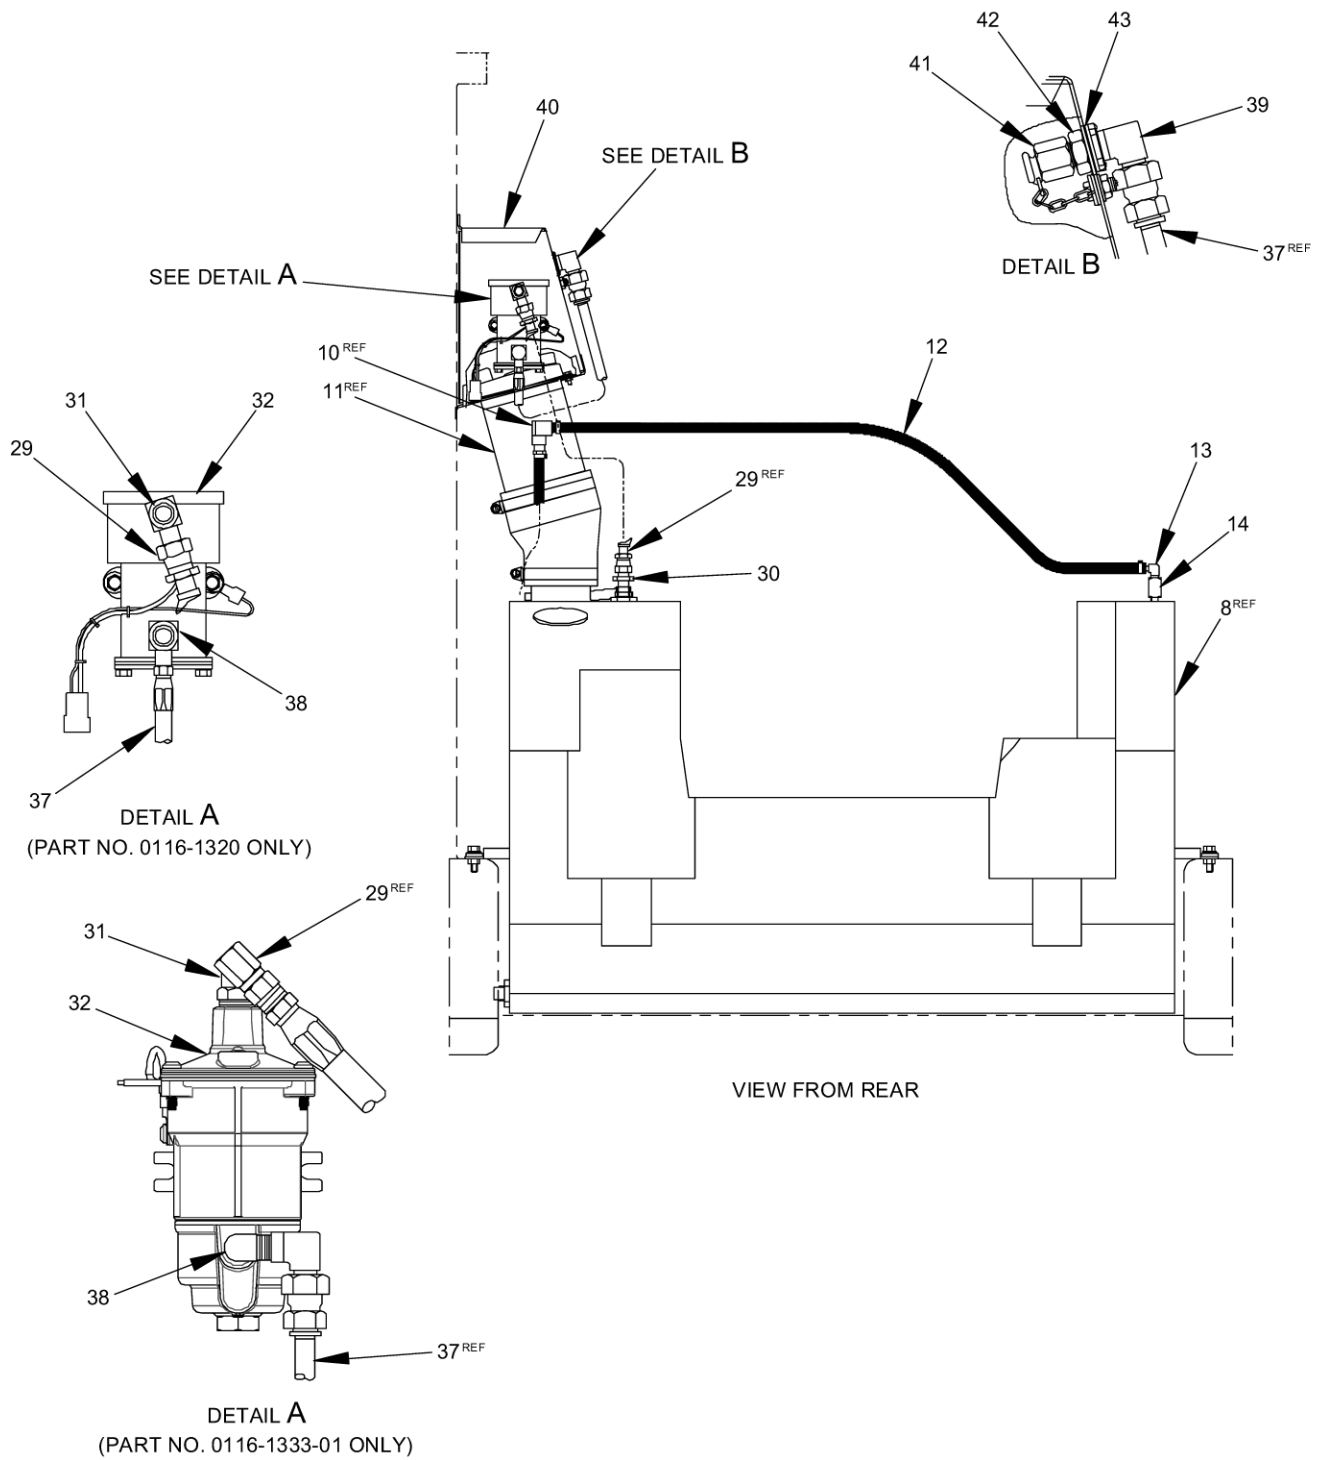 42
43
41
39
40
SEE DETAIL B
37 REF
DETAIL B
SEE DETAIL A
10 REF
12
11 REF
31
32
29
13
29 REF
14
30
8 REF
38
37
DETAIL A
(PART NO. 0116-1320 ONLY)
29 REF
31
32
VIEW FROM REAR
38
37 REF
DETAIL A
(PART NO. 0116-1333-01 ONLY)